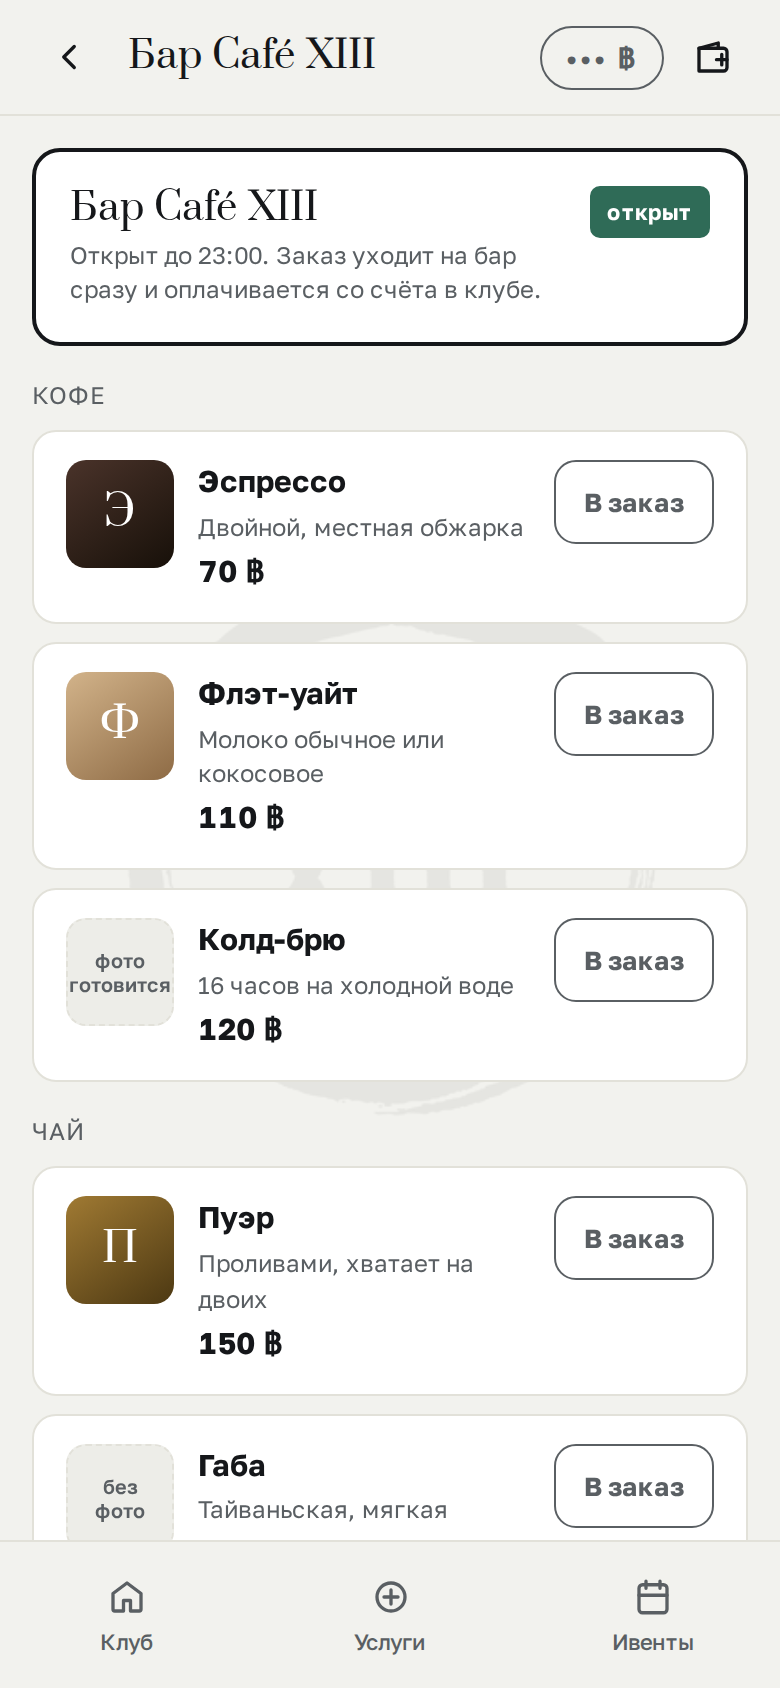 Бар Café XIII
••• ฿
Бар Café XIII
открыт
Открыт до 23:00. Заказ уходит на бар
сразу и оплачивается со счёта в клубе.
КОФЕ
Э
Эспрессо
Двойной, местная обжарка
70 ฿
В заказ
Ф
Флэт-уайт
Молоко обычное или
кокосовое
110 ฿
В заказ
XIII
фото
готовится
Колд-брю
16 часов на холодной воде
120 ฿
В заказ
ЧАЙ
П
Пуэр
Проливами, хватает на
двоих
150 ฿
В заказ
без
фото
Габа
Тайваньская, мягкая
В заказ
Клуб
Услуги
Ивенты